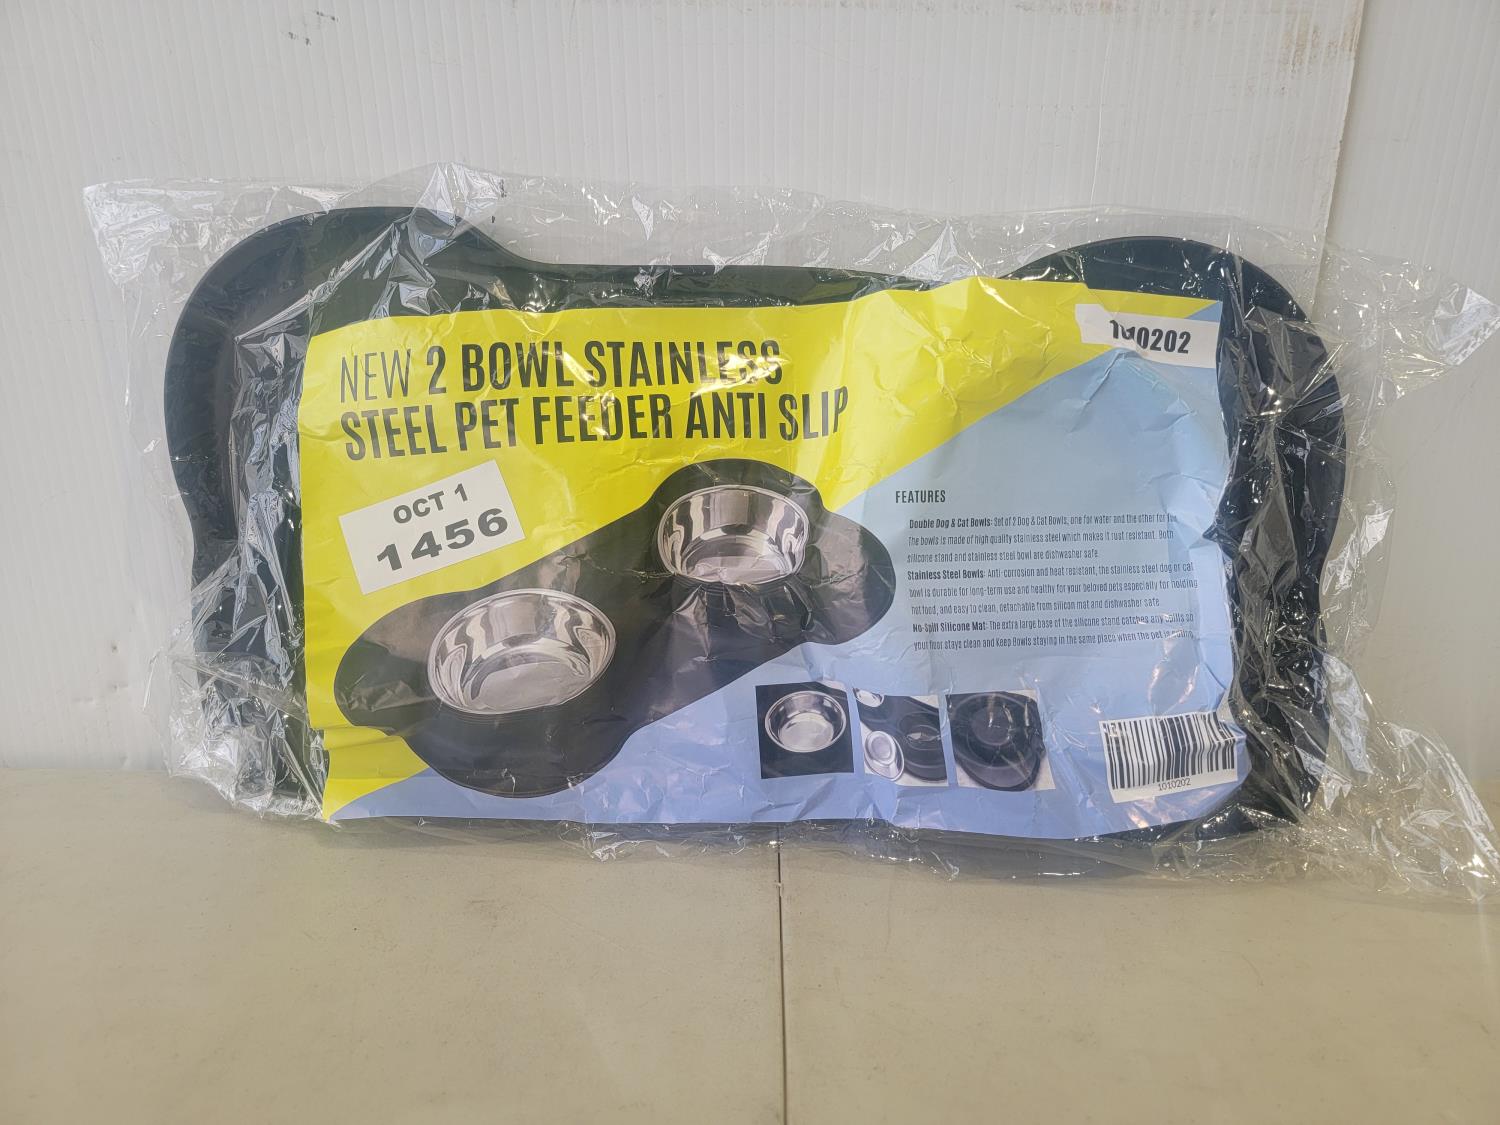 NEW 2 BOWL STAINLESS
STEEL PET FEEDER ANTI SLIP
1010202
OCT 1
1456
FEATURES
Double Dog & Cat Bowls: Set of 2 Dog & Cat Bowls, one for water and the other for
The bowls is made of high quality stainless steel which makes it rust resistant. Both
silicone stand and stainless steel bowl are dishwasher safe.
Stainless Steel Bowls: Anti-corrosion and heat resistant, the stainless steel dog or cat
bowl is durable for long-term use and healthy for your beloved pets especially for holding
hot food, and easy to clean, detachable from silicon mat and dishwasher safe.
No-Spill Silicone Mat: The extra large base of the silicone stand catches any spills so
your floor stays clean and Keep Bowls staying in the same place when the pet is eating.
1010202